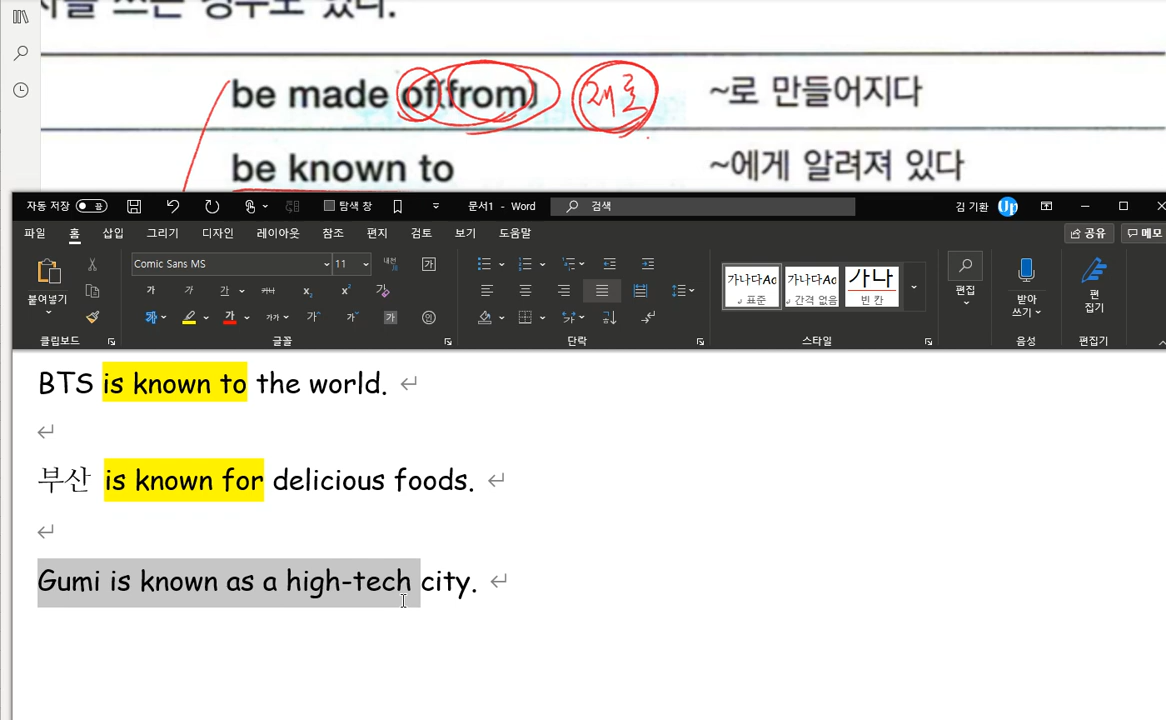 be made of(from) 재료 ~로 만들어지다
be known to ~에게 알려져 있다
자동 저장 문서1 - Word 검색 김 기환 Up
파일 홈 삽입 그리기 디자인 레이아웃 참조 편지 검토 보기 도움말 공유 메모
탐색 창
붙여넣기
Comic Sans MS 11
가나다Aa 가나다Aa 가나
표준 간격 없음 빈 칸
편집
받아쓰기
편집기
클립보드 글꼴 단락 스타일 음성 편집기
BTS is known to the world.
부산 is known for delicious foods.
Gumi is known as a high-tech city.